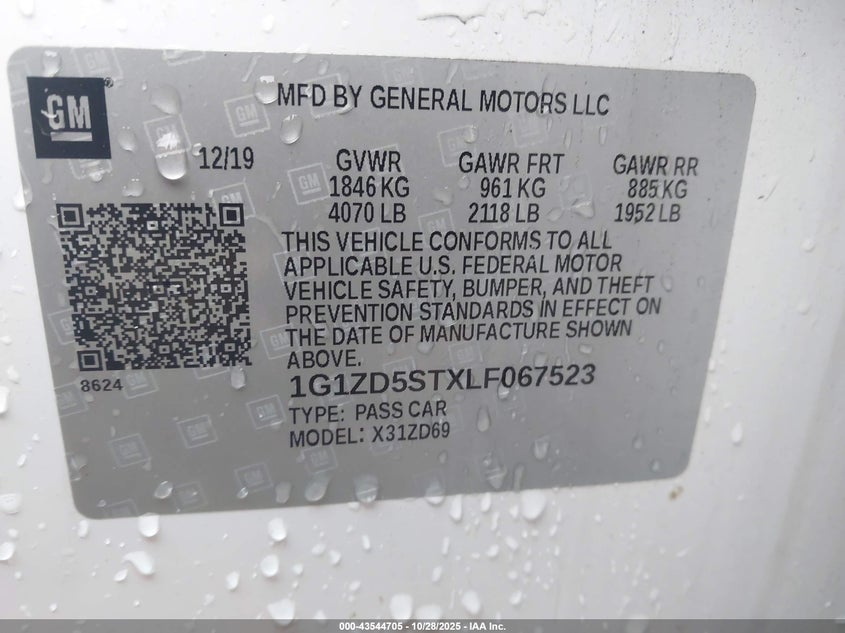 GM
MFD BY GENERAL MOTORS LLC
12/19
GVWR
1846 KG
4070 LB
GAWR FRT
961 KG
2118 LB
GAWR RR
885 KG
1952 LB
THIS VEHICLE CONFORMS TO ALL
APPLICABLE U.S. FEDERAL MOTOR
VEHICLE SAFETY, BUMPER, AND THEFT
PREVENTION STANDARDS IN EFFECT ON
THE DATE OF MANUFACTURE SHOWN
ABOVE.
8624
1G1ZD5STXLF067523
TYPE: PASS CAR
MODEL: X31ZD69
000-43544705 - 10/28/2025 - IAA Inc.